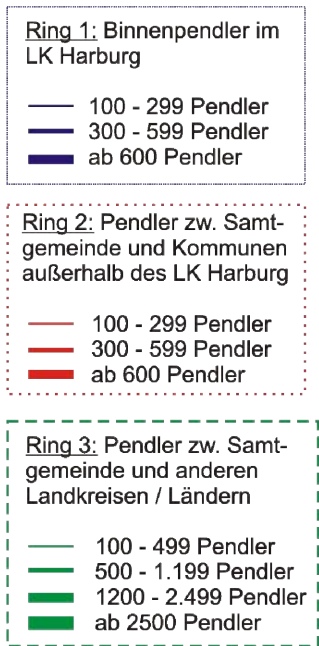 Ring 1: Binnenpendler im
LK Harburg
100 - 299 Pendler
300 - 599 Pendler
ab 600 Pendler
Ring 2: Pendler zw. Samt-
gemeinde und Kommunen
außerhalb des LK Harburg
100 - 299 Pendler
300 - 599 Pendler
ab 600 Pendler
Ring 3: Pendler zw. Samt-
gemeinde und anderen
Landkreisen / Ländern
100 - 499 Pendler
500 - 1.199 Pendler
1200 - 2.499 Pendler
ab 2500 Pendler